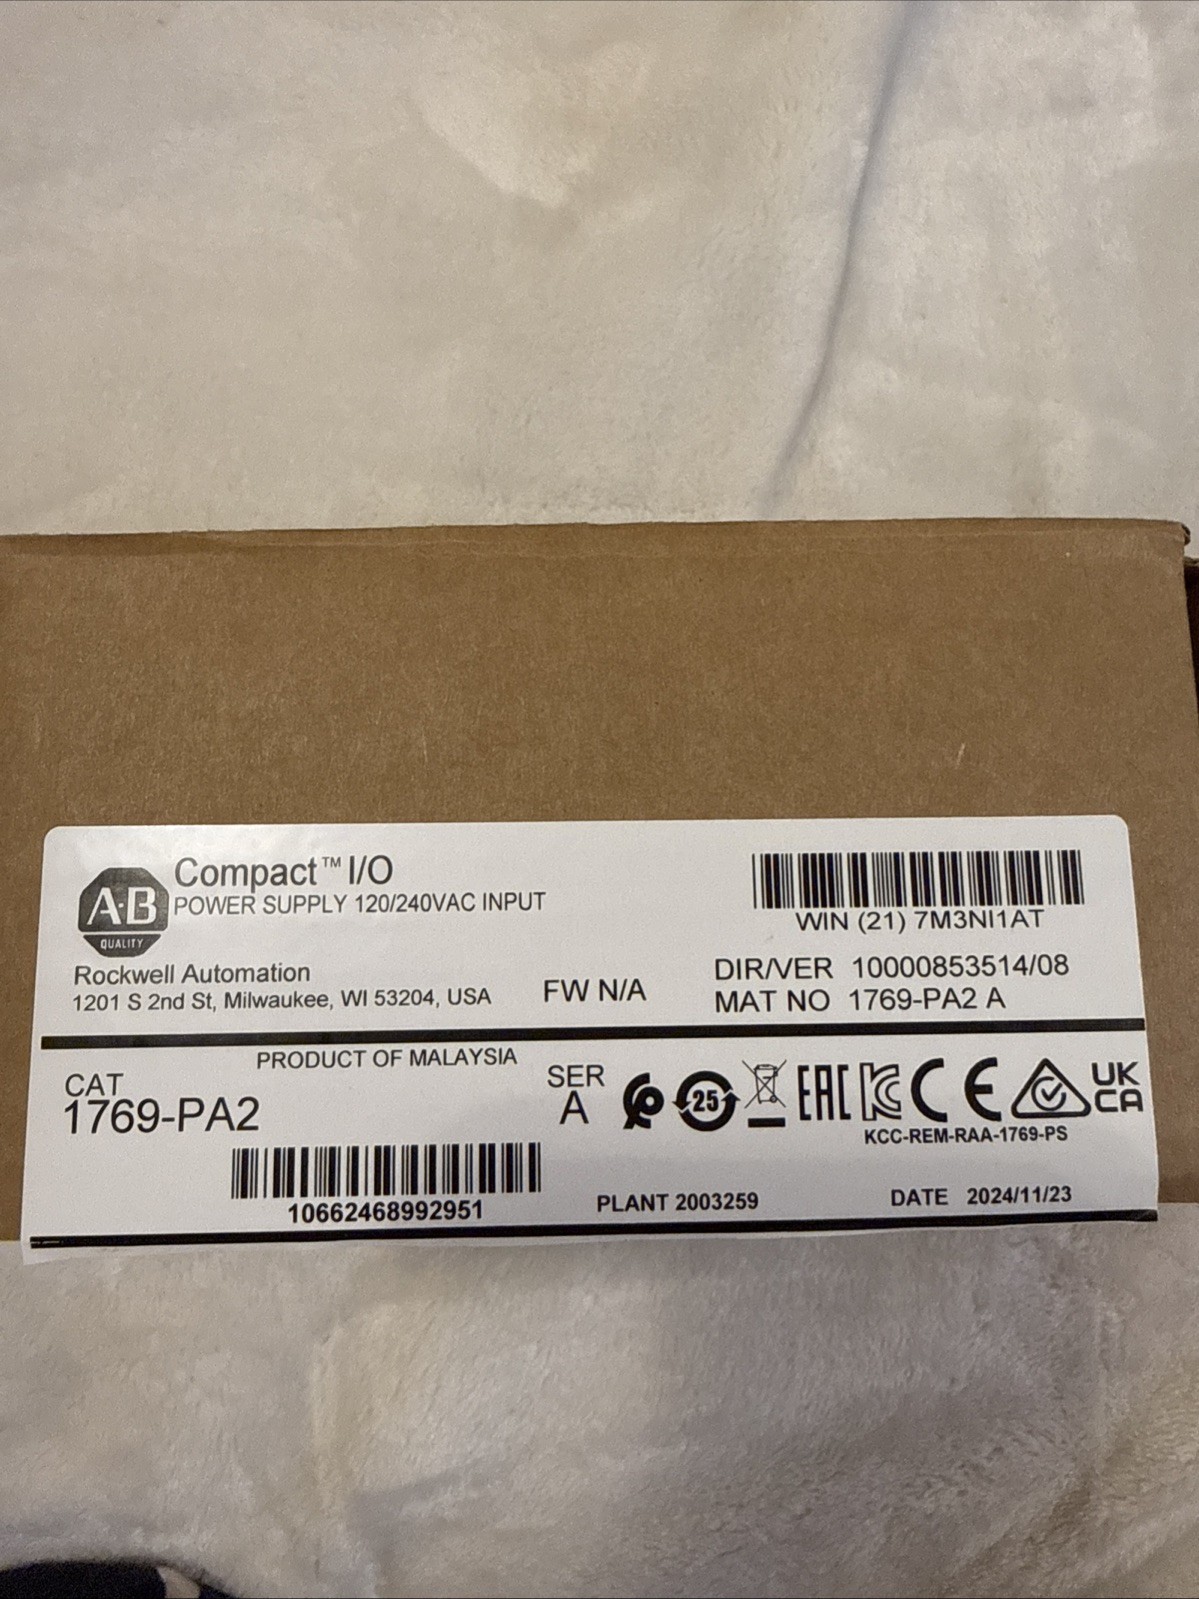 A·B
QUALITY
Compact™ I/O
POWER SUPPLY 120/240VAC INPUT
Rockwell Automation
1201 S 2nd St, Milwaukee, WI 53204, USA
FW N/A
WIN (21) 7M3NI1AT
DIR/VER 10000853514/08
MAT NO 1769-PA2 A
PRODUCT OF MALAYSIA
CAT
1769-PA2
SER
A
25
EAC
CE
UK
CA
KCC-REM-RAA-1769-PS
10662468992951
PLANT 2003259
DATE 2024/11/23